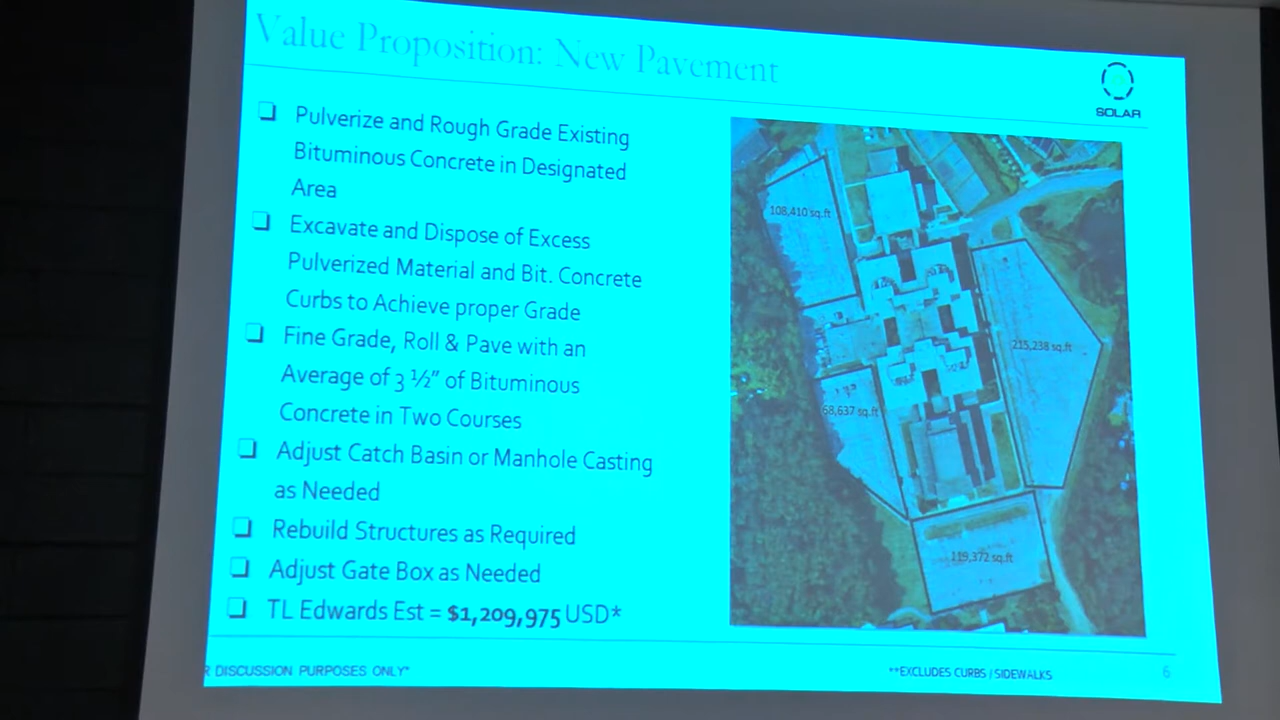 Value Proposition: New Pavement
SOLAR
❑ Pulverize and Rough Grade Existing
Bituminous Concrete in Designated
Area
❑ Excavate and Dispose of Excess
Pulverized Material and Bit. Concrete
Curbs to Achieve proper Grade
❑ Fine Grade, Roll & Pave with an
Average of 3 ½” of Bituminous
Concrete in Two Courses
❑ Adjust Catch Basin or Manhole Casting
as Needed
❑ Rebuild Structures as Required
❑ Adjust Gate Box as Needed
❑ TL Edwards Est = $1,209,975 USD*
108,410 sq.ft
215,238 sq.ft
68,637 sq.ft
119,372 sq.ft
R DISCUSSION PURPOSES ONLY*
**EXCLUDES CURBS / SIDEWALKS
6